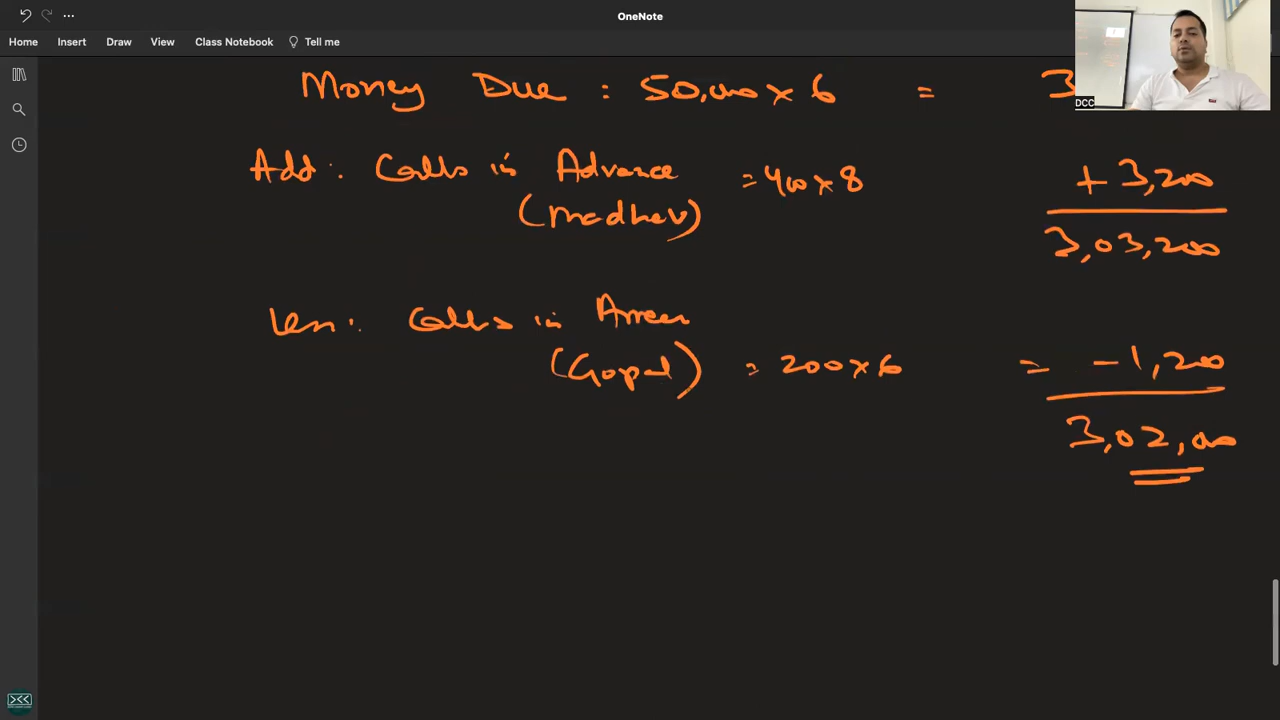 OneNote
Home Insert Draw View Class Notebook Tell me
DCC
Money Due : 50,000 x 6 = 3
Add : Calls in Advance = 400 x 8 + 3,200
(Madhav)
3,03,200
Less : Calls in Arrear
(Gopal) = 200 x 6 = - 1,200
3,02,000